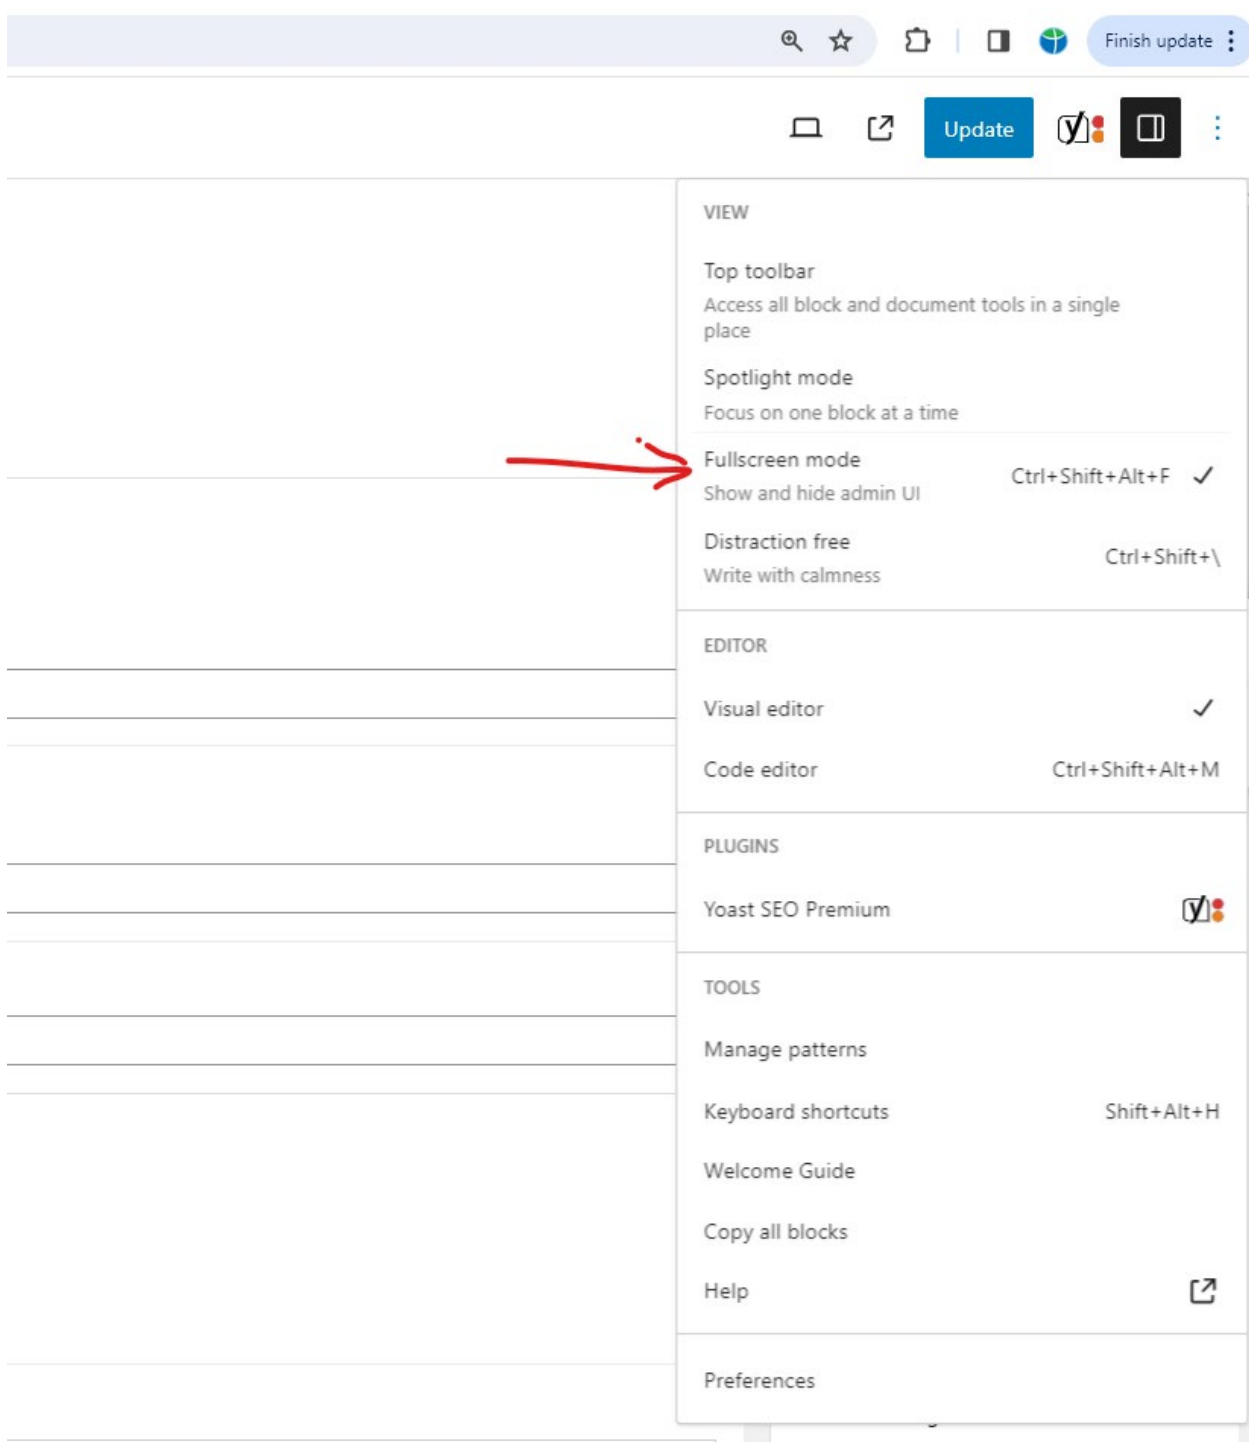 Finish update
Update
VIEW
Top toolbar
Access all block and document tools in a single
place
Spotlight mode
Focus on one block at a time
Fullscreen mode
Ctrl+Shift+Alt+F
Show and hide admin UI
Distraction free
Ctrl+Shift+\
Write with calmness
EDITOR
Visual editor
Code editor
Ctrl+Shift+Alt+M
PLUGINS
Yoast SEO Premium
TOOLS
Manage patterns
Keyboard shortcuts
Shift+Alt+H
Welcome Guide
Copy all blocks
Help
Preferences